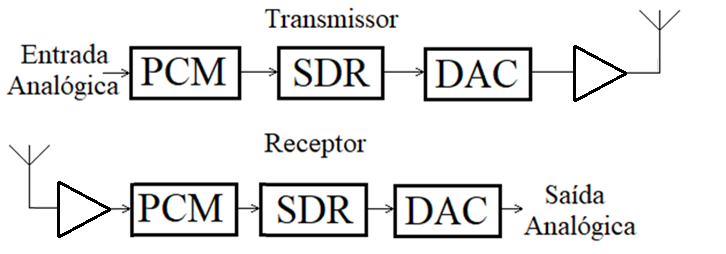 Transmissor
Entrada
Analógica
PCM
SDR
DAC
Receptor
PCM
SDR
DAC
Saída
Analógica